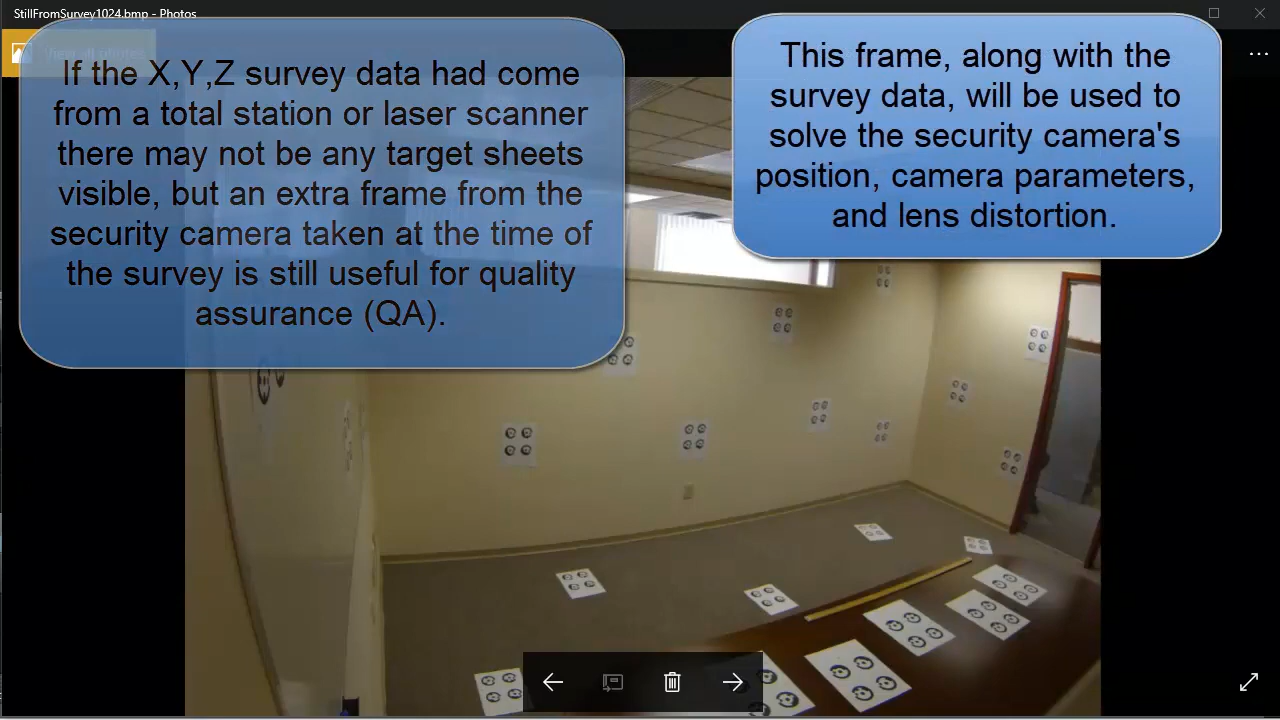 StillFromSurvey1024.bmp - Photos
View all photos
If the X,Y,Z survey data had come
from a total station or laser scanner
there may not be any target sheets
visible, but an extra frame from the
security camera taken at the time of
the survey is still useful for quality
assurance (QA).
This frame, along with the
survey data, will be used to
solve the security camera's
position, camera parameters,
and lens distortion.